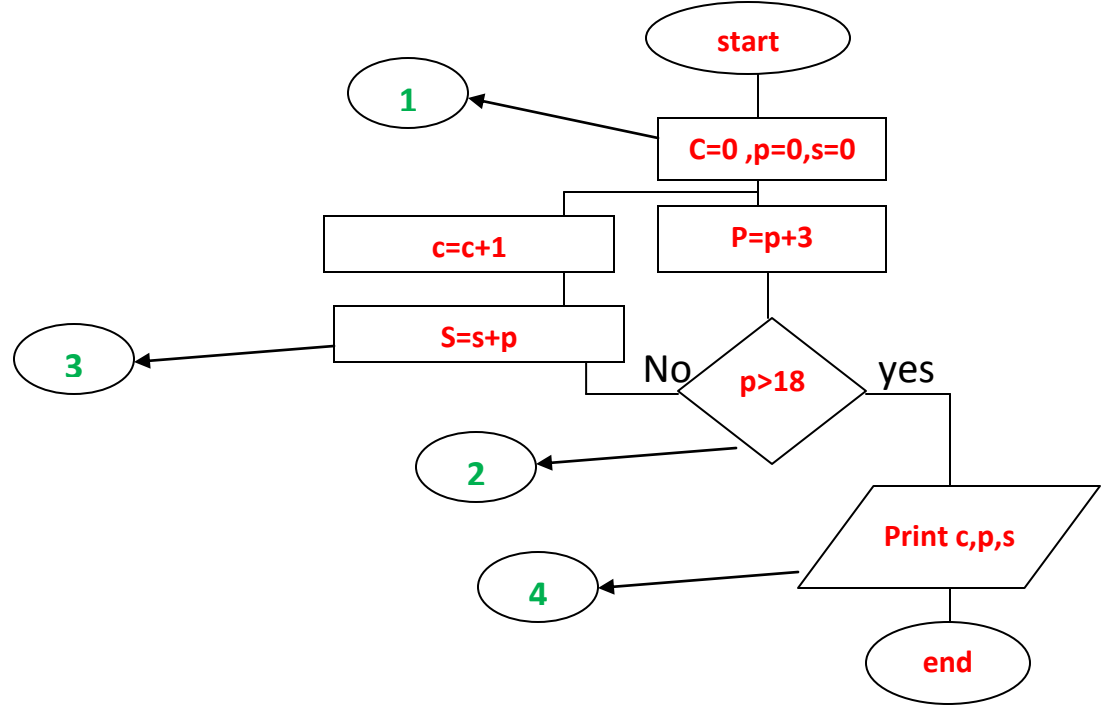 start
1
C=0 ,p=0,s=0
c=c+1
P=p+3
S=s+p
3
No
p>18
yes
2
Print c,p,s
4
end